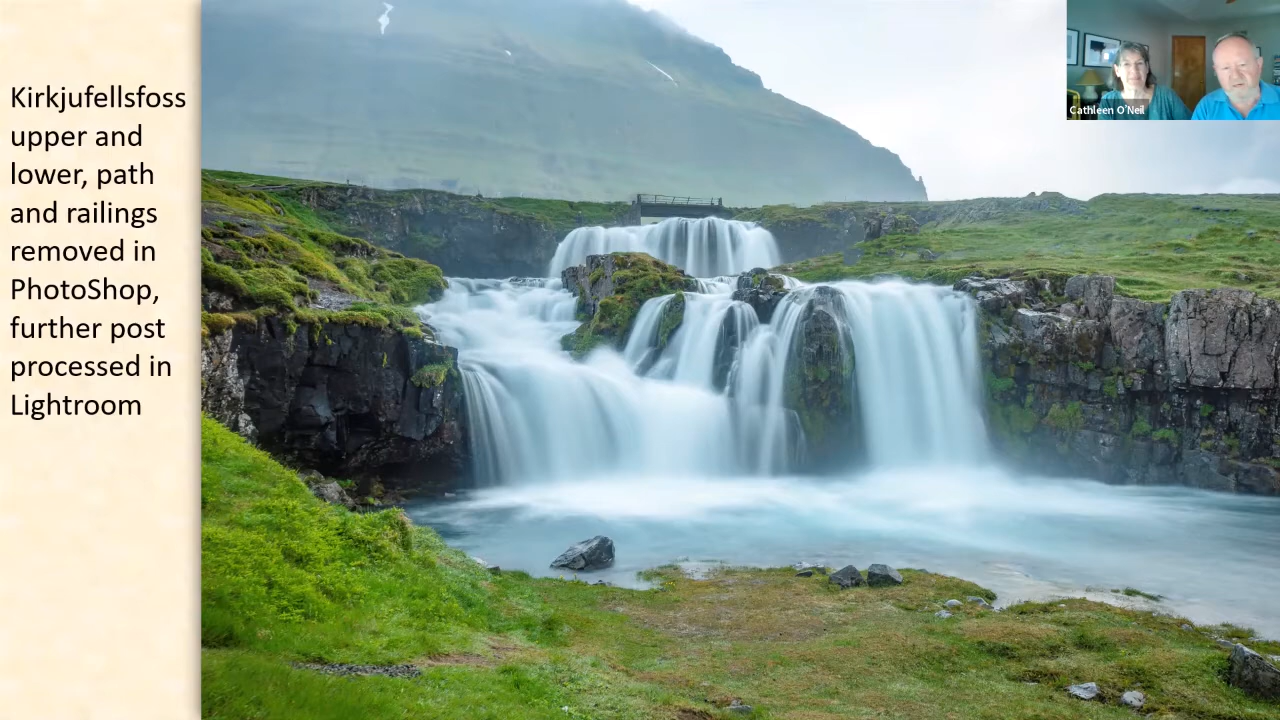 Kirkjufellsfoss
upper and
lower, path
and railings
removed in
PhotoShop,
further post
processed in
Lightroom
Cathleen O'Neil